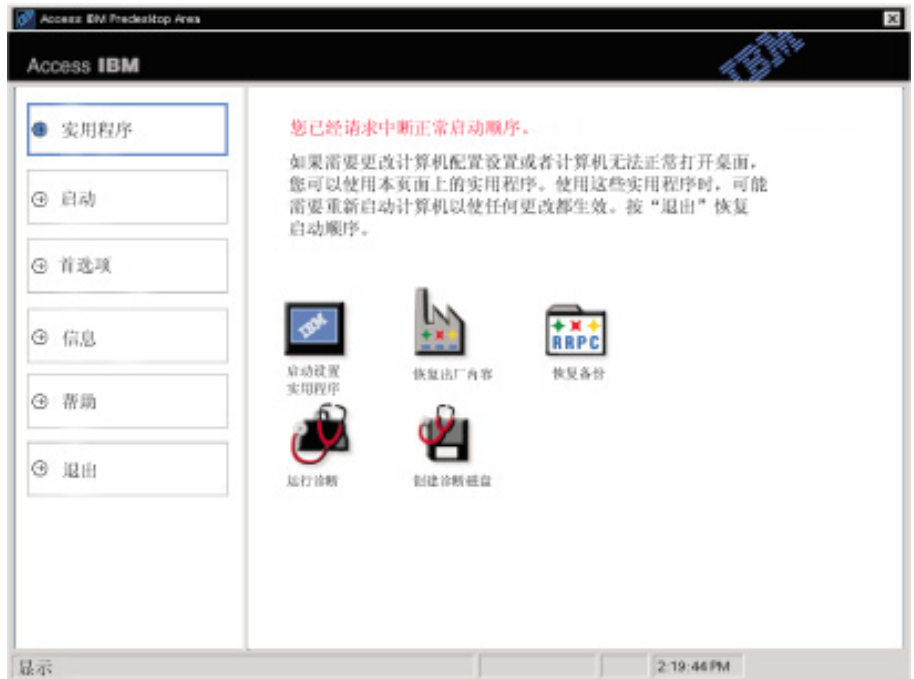 Access IBM Predesktop Area
Access IBM
IBM
实用程序
启动
首选项
信息
帮助
退出
您已经请求中断正常启动顺序。
如果需要更改计算机配置设置或者计算机无法正常打开桌面,
您可以使用本页面上的实用程序。使用这些实用程序时,可能
需要重新启动计算机以使任何更改都生效。按“退出”恢复
启动顺序。
IBM
启动设置
实用程序
恢复出厂内容
RRPC
恢复备份
运行诊断
创建诊断磁盘
显示
2:19:44 PM